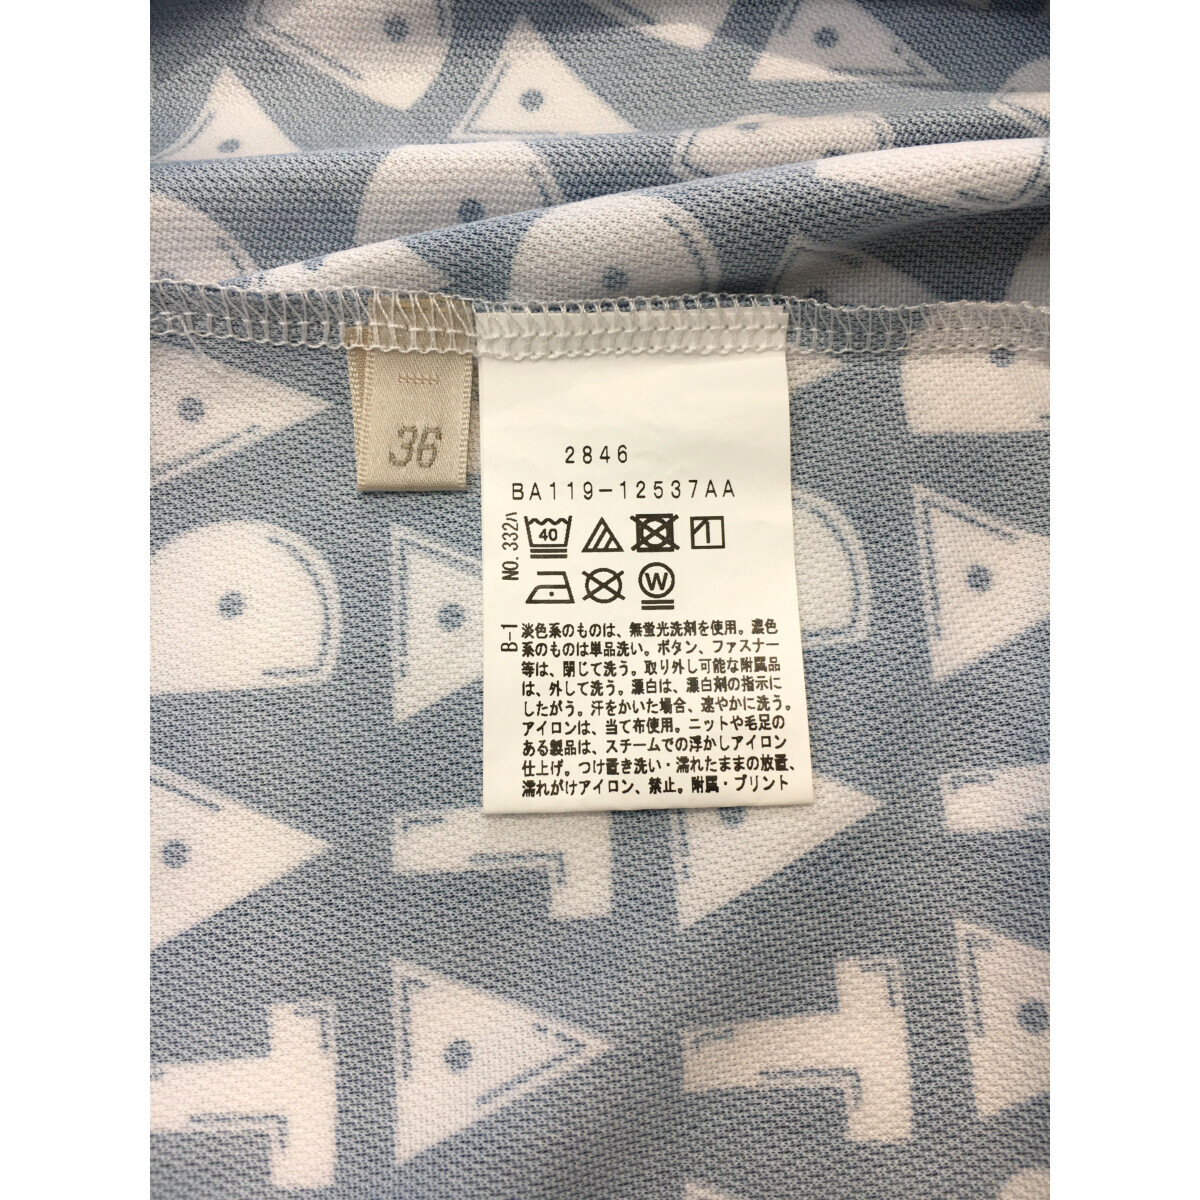 36
2846
BA119-12537AA
NO.332ハ
40
W
B-1
淡色系のものは、無蛍光洗剤を使用。濃色
系のものは単品洗い。ボタン、ファスナー
等は、閉じて洗う。取り外し可能な附属品
は、外して洗う。漂白は、漂白剤の指示に
したがう。汗をかいた場合、速やかに洗う。
アイロンは、当て布使用。ニットや毛足の
ある製品は、スチームでの浮かしアイロン
仕上げ。つけ置き洗い・濡れたままの放置、
濡れがけアイロン、禁止。附属・プリント